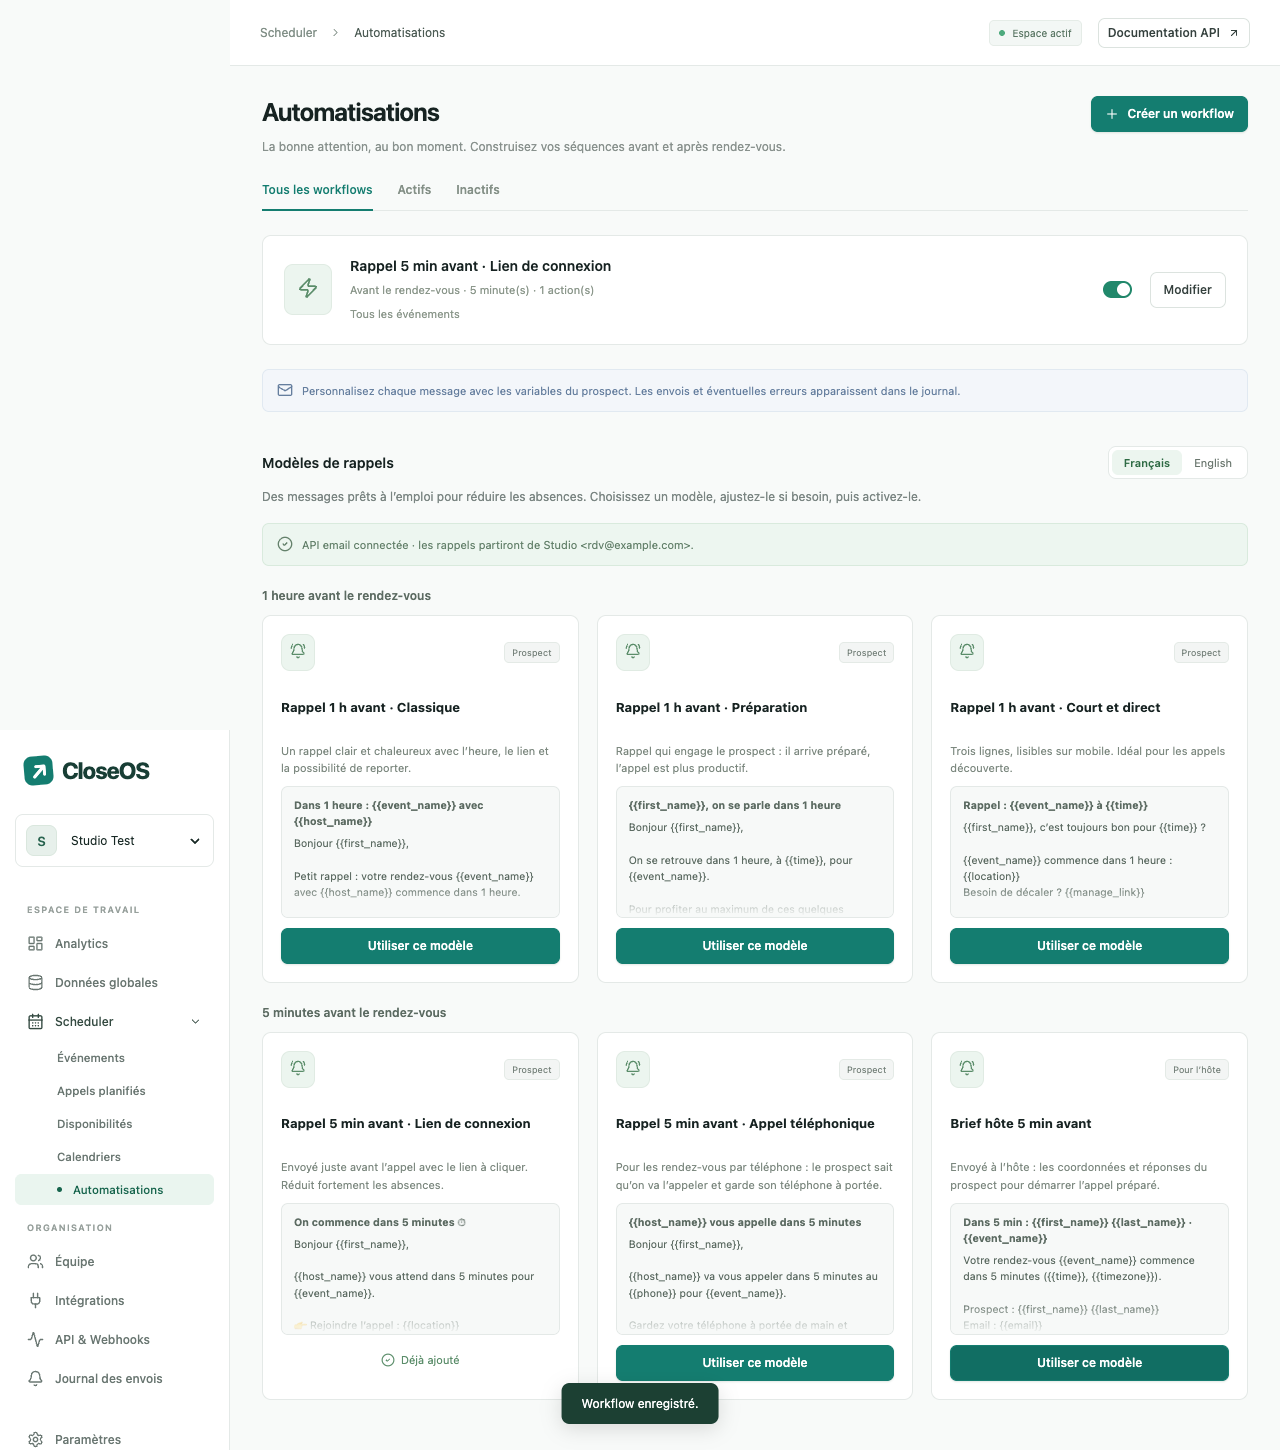 Scheduler > Automatisations
Espace actif
Documentation API
Automatisations
Créer un workflow
La bonne attention, au bon moment. Construisez vos séquences avant et après rendez-vous.
Tous les workflows
Actifs
Inactifs
Rappel 5 min avant · Lien de connexion
Avant le rendez-vous · 5 minute(s) · 1 action(s)
Tous les événements
Modifier
Personnalisez chaque message avec les variables du prospect. Les envois et éventuelles erreurs apparaissent dans le journal.
Modèles de rappels
Français
English
Des messages prêts à l'emploi pour réduire les absences. Choisissez un modèle, ajustez-le si besoin, puis activez-le.
API email connectée · les rappels partiront de Studio <rdv@example.com>.
1 heure avant le rendez-vous
Prospect
Rappel 1 h avant · Classique
Un rappel clair et chaleureux avec l'heure, le lien et
la possibilité de reporter.
Dans 1 heure : {{event_name}} avec
{{host_name}}
Bonjour {{first_name}},
Petit rappel : votre rendez-vous {{event_name}}
avec {{host_name}} commence dans 1 heure.
Utiliser ce modèle
Prospect
Rappel 1 h avant · Préparation
Rappel qui engage le prospect : il arrive préparé,
l'appel est plus productif.
{{first_name}}, on se parle dans 1 heure
Bonjour {{first_name}},
On se retrouve dans 1 heure, à {{time}}, pour
{{event_name}}.
Pour profiter au maximum de ces quelques
Utiliser ce modèle
Prospect
Rappel 1 h avant · Court et direct
Trois lignes, lisibles sur mobile. Idéal pour les appels
découverte.
Rappel : {{event_name}} à {{time}}
{{first_name}}, c'est toujours bon pour {{time}} ?
{{event_name}} commence dans 1 heure :
{{location}}
Besoin de décaler ? {{manage_link}}
Utiliser ce modèle
5 minutes avant le rendez-vous
Prospect
Rappel 5 min avant · Lien de connexion
Envoyé juste avant l'appel avec le lien à cliquer.
Réduit fortement les absences.
On commence dans 5 minutes ⏱
Bonjour {{first_name}},
{{host_name}} vous attend dans 5 minutes pour
{{event_name}}.
👉 Rejoindre l'appel : {{location}}
Déjà ajouté
Prospect
Rappel 5 min avant · Appel téléphonique
Pour les rendez-vous par téléphone : le prospect sait
qu'on va l'appeler et garde son téléphone à portée.
{{host_name}} vous appelle dans 5 minutes
Bonjour {{first_name}},
{{host_name}} va vous appeler dans 5 minutes au
{{phone}} pour {{event_name}}.
Gardez votre téléphone à portée de main et
Utiliser ce modèle
Pour l'hôte
Brief hôte 5 min avant
Envoyé à l'hôte : les coordonnées et réponses du
prospect pour démarrer l'appel préparé.
Dans 5 min : {{first_name}} {{last_name}} ·
{{event_name}}
Votre rendez-vous {{event_name}} commence
dans 5 minutes ({{time}}, {{timezone}}).
Prospect : {{first_name}} {{last_name}}
Email : {{email}}
Utiliser ce modèle
Workflow enregistré.
CloseOS
S
Studio Test
ESPACE DE TRAVAIL
Analytics
Données globales
Scheduler
Événements
Appels planifiés
Disponibilités
Calendriers
Automatisations
ORGANISATION
Équipe
Intégrations
API & Webhooks
Journal des envois
Paramètres